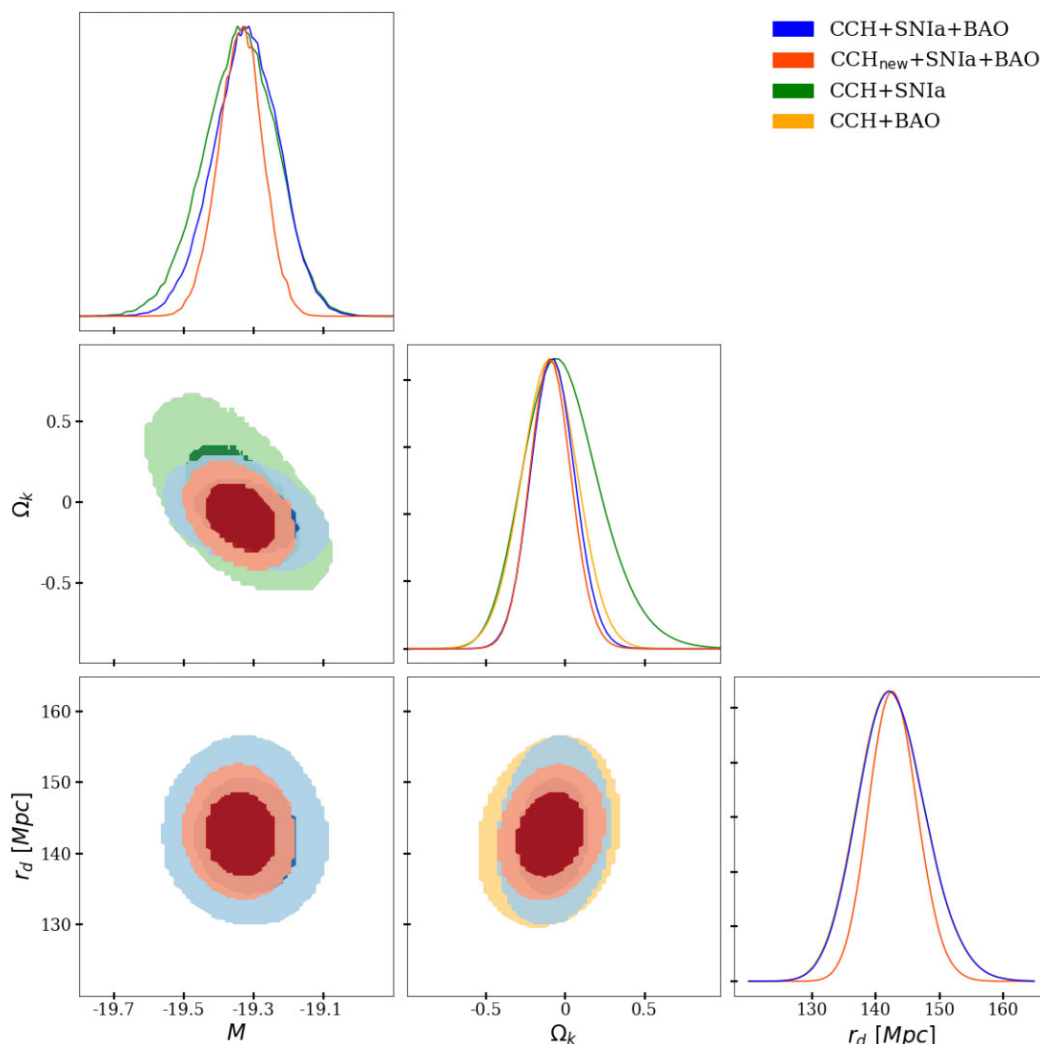 CCH+SNIa+BAO
CCHnew+SNIa+BAO
CCH+SNIa
CCH+BAO
0.5
0
-0.5
Ωk
160
150
140
130
rd [Mpc]
-19.7 -19.5 -19.3 -19.1
M
-0.5 0 0.5
Ωk
130 140 150 160
rd [Mpc]